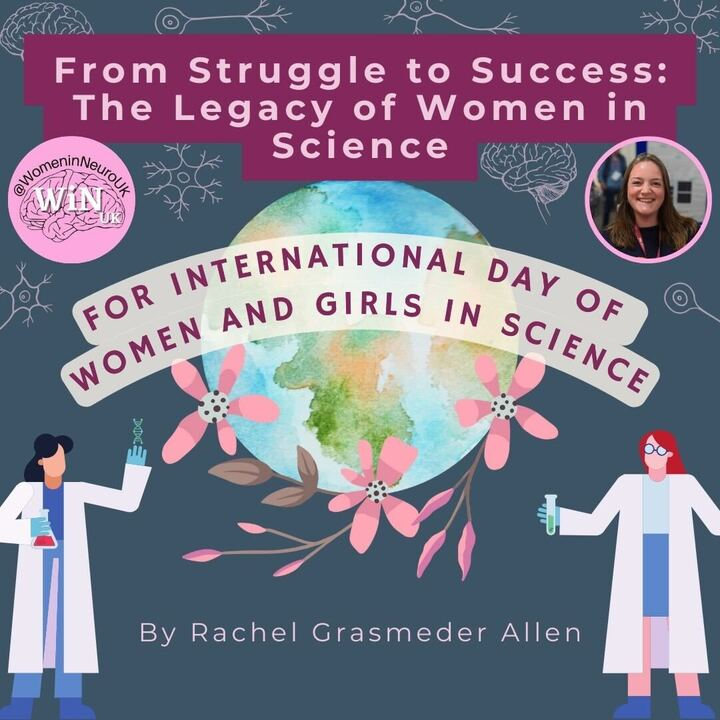 From Struggle to Success:
The Legacy of Women in
Science
@WomeninNeuroUK
WiN
UK
FOR INTERNATIONAL DAY OF
WOMEN AND GIRLS IN SCIENCE
By Rachel Grasmeder Allen